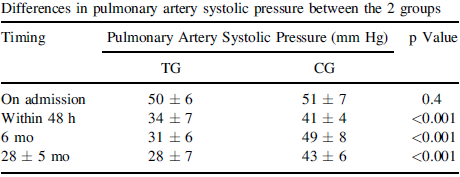 Differences in pulmonary artery systolic pressure between the 2 groups
Timing Pulmonary Artery Systolic Pressure (mm Hg) p Value
TG CG
On admission 50 ± 6 51 ± 7 0.4
Within 48 h 34 ± 7 41 ± 4 <0.001
6 mo 31 ± 6 49 ± 8 <0.001
28 ± 5 mo 28 ± 7 43 ± 6 <0.001